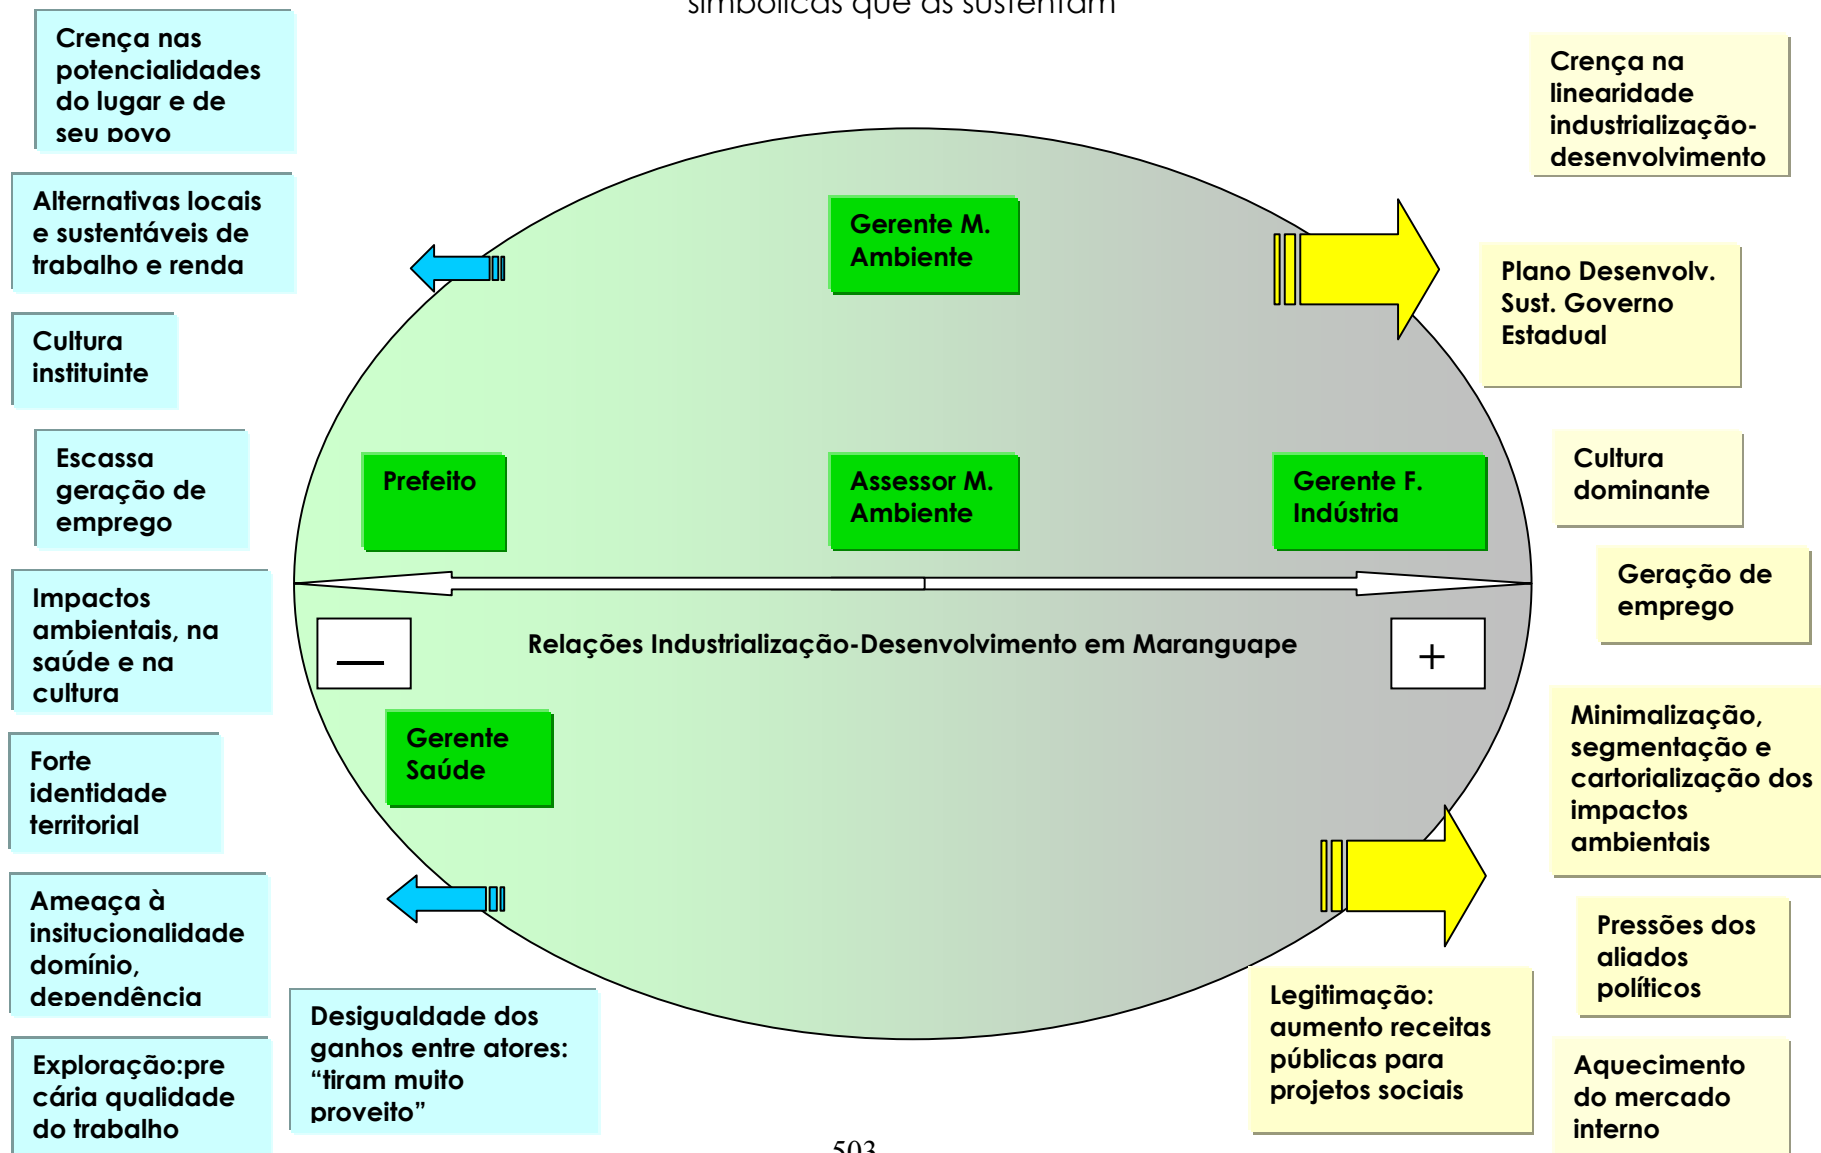 simbólicas que as sustentam
Crença nas
potencialidades
do lugar e de
seu povo
Alternativas locais
e sustentáveis de
trabalho e renda
Cultura
instituinte
Escassa
geração de
emprego
Impactos
ambientais, na
saúde e na
cultura
Forte
identidade
territorial
Ameaça à
insitucionalidade
domínio,
dependência
Exploração:pre
cária qualidade
do trabalho
Desigualdade dos
ganhos entre atores:
“tiram muito
proveito”
Gerente M.
Ambiente
Prefeito
Assessor M.
Ambiente
Gerente F.
Indústria
Relações Industrialização-Desenvolvimento em Maranguape
—
+
Gerente
Saúde
Crença na
linearidade
industrialização-
desenvolvimento
Plano Desenvolv.
Sust. Governo
Estadual
Cultura
dominante
Geração de
emprego
Minimalização,
segmentação e
cartorialização dos
impactos
ambientais
Pressões dos
aliados
políticos
Legitimação:
aumento receitas
públicas para
projetos sociais
Aquecimento
do mercado
interno
503